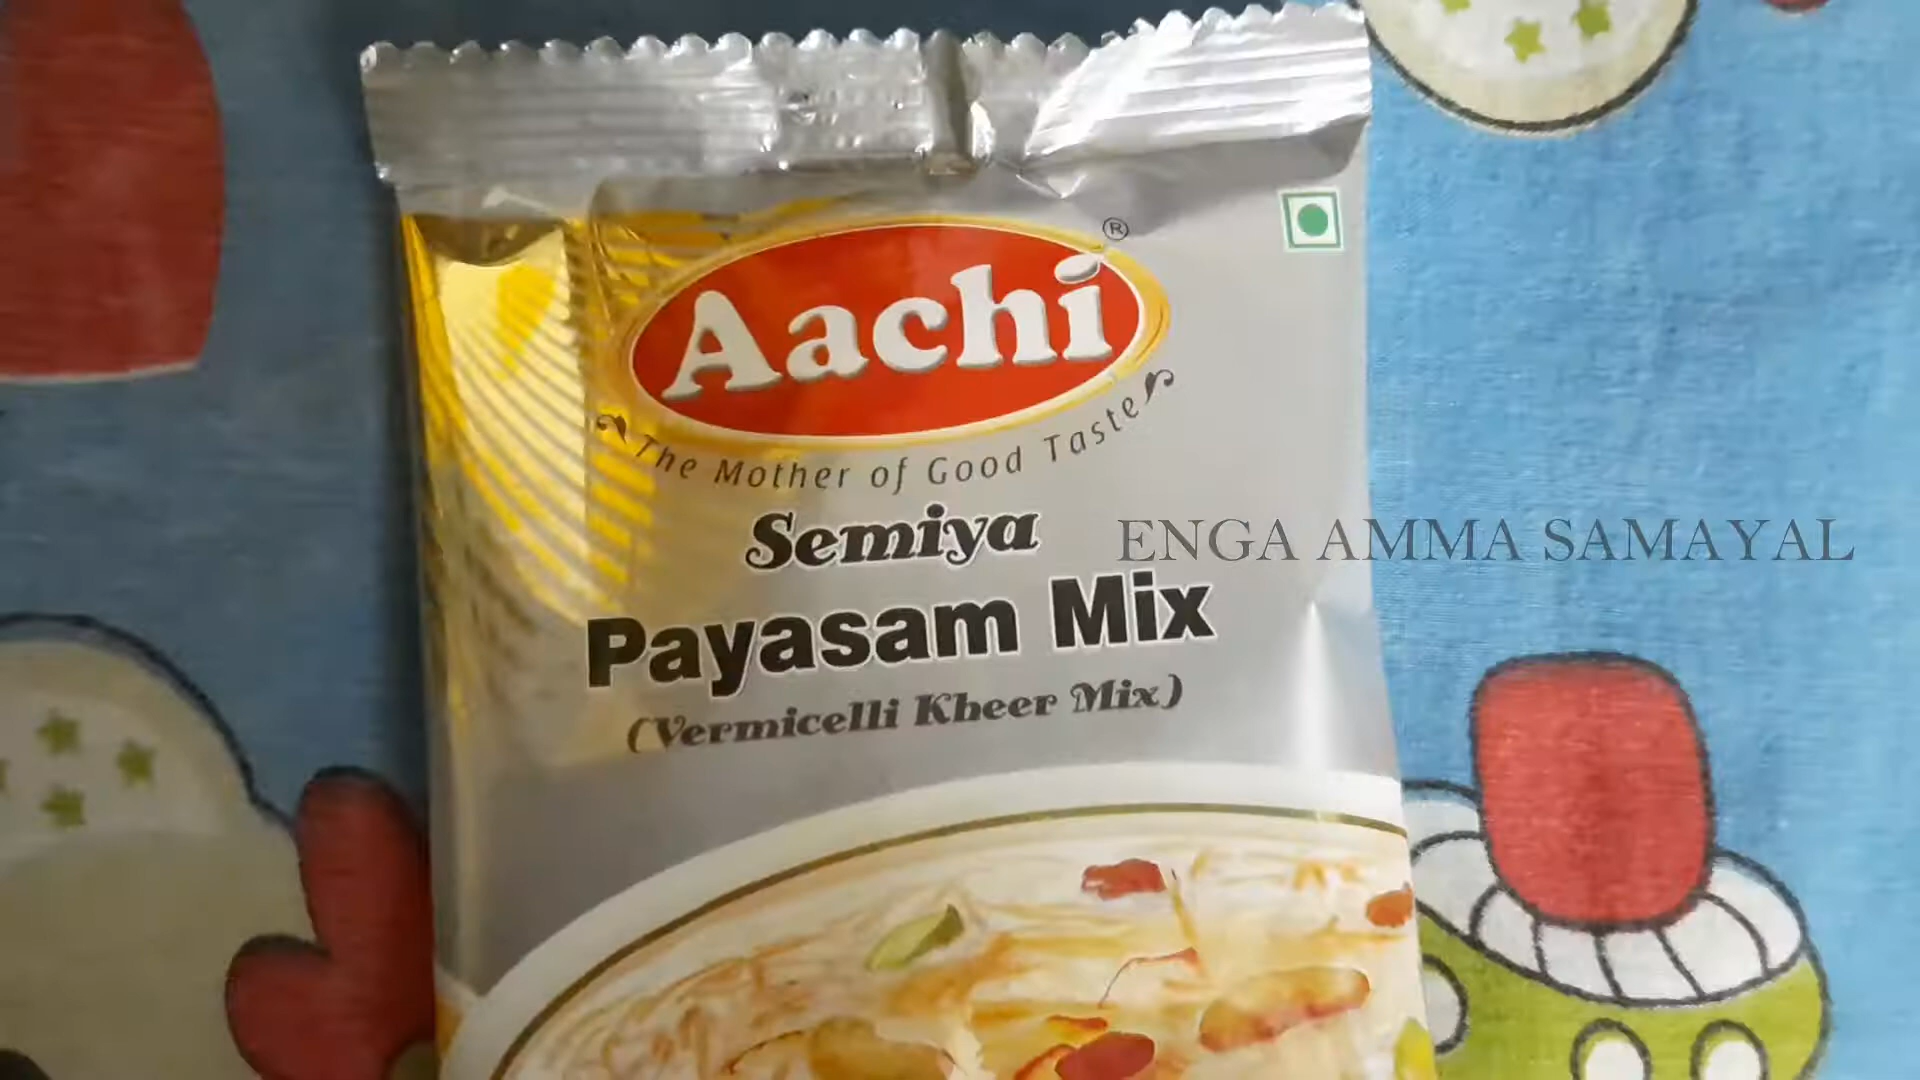 Aachi ®
The Mother of Good Taste
Semiya
ENGA AMMA SAMAYAL
Payasam Mix
(Vermicelli Kheer Mix)